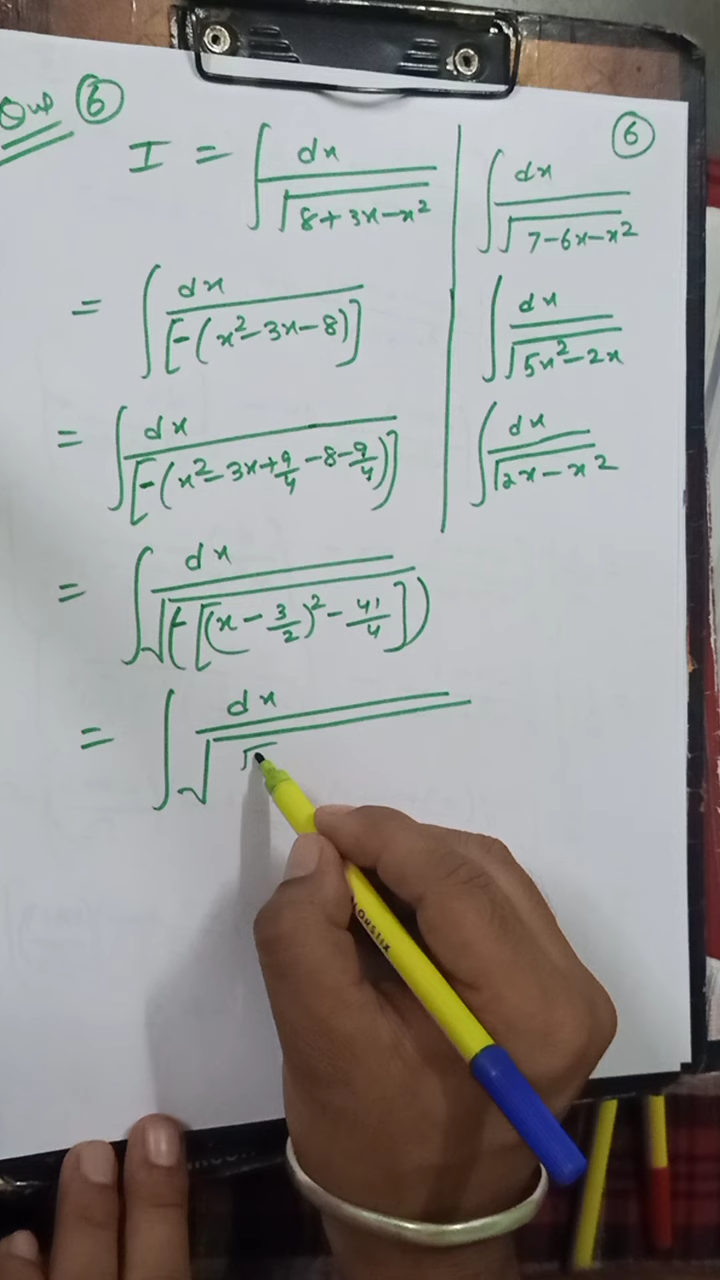 Que 6
I = ∫ dx / √(8+3x-x²)
= ∫ dx / [-(x²-3x-8)]
= ∫ dx / [-(x²-3x+9/4-8-9/4)]
= ∫ dx / √(-[(x-3/2)²-41/4])
= ∫ dx / √ √
6
∫ dx / √(7-6x-x²)
∫ dx / √(5x²-2x)
∫ dx / √(2x-x²)